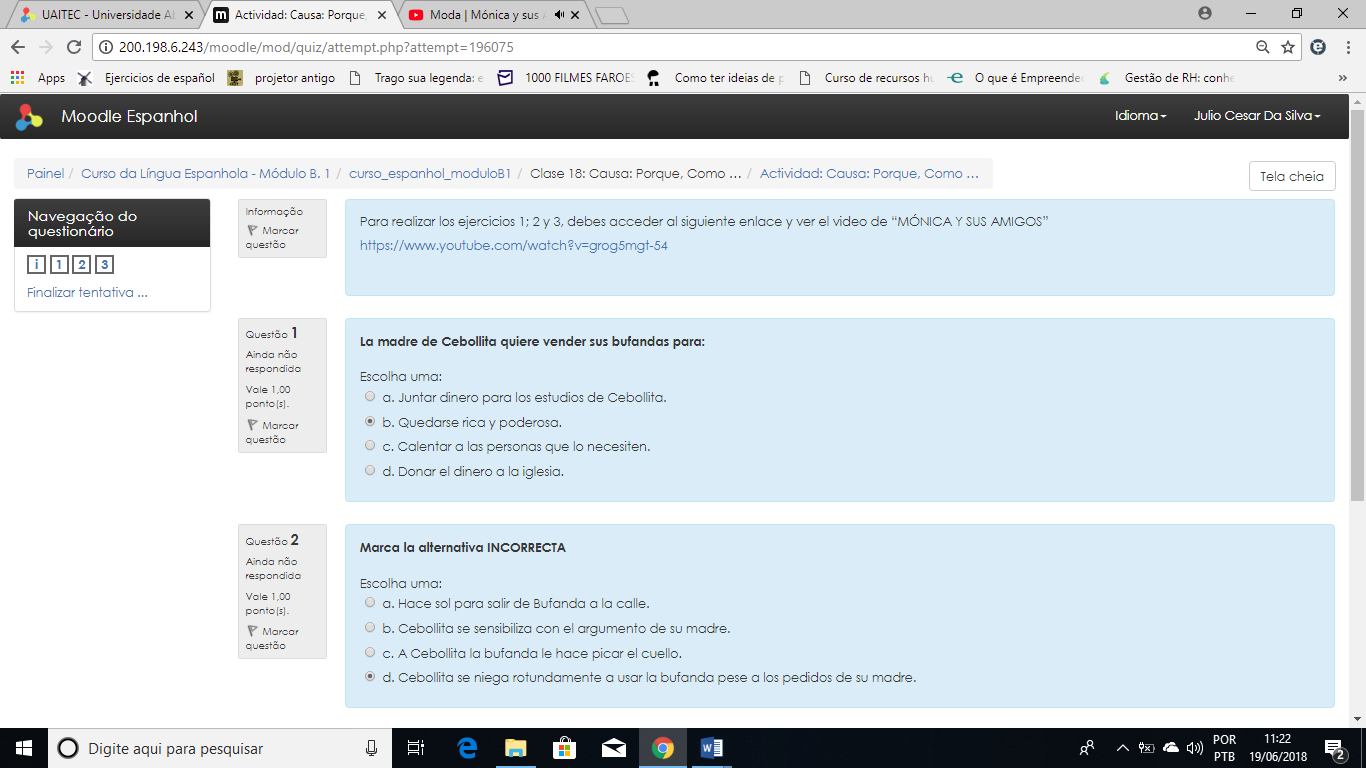 UAITEC - Universidade Al
Actividad: Causa: Porque,
Moda | Mónica y sus
200.198.6.243/moodle/mod/quiz/attempt.php?attempt=196075
Apps
Ejercicios de español
projetor antigo
Trago sua legenda:
1000 FILMES FAROES
Como ter ideias de
Curso de recursos hu
O que é Empreende
Gestão de RH: conhe
Moodle Espanhol
Idioma
Julio Cesar Da Silva
Painel / Curso da Língua Espanhola - Módulo B. 1 / curso_espanhol_moduloB1 / Clase 18: Causa: Porque, Como ... / Actividad: Causa: Porque, Como ...
Tela cheia
Navegação do
questionário
i 1 2 3
Finalizar tentativa ...
Informação
Marcar
questão
Para realizar los ejercicios 1; 2 y 3, debes acceder al siguiente enlace y ver el video de “MÓNICA Y SUS AMIGOS”
https://www.youtube.com/watch?v=grog5mgt-54
Questão 1
Ainda não
respondida
Vale 1,00
ponto(s).
Marcar
questão
La madre de Cebollita quiere vender sus bufandas para:
Escolha uma:
a. Juntar dinero para los estudios de Cebollita.
b. Quedarse rica y poderosa.
c. Calentar a las personas que lo necesiten.
d. Donar el dinero a la iglesia.
Questão 2
Ainda não
respondida
Vale 1,00
ponto(s).
Marcar
questão
Marca la alternativa INCORRECTA
Escolha uma:
a. Hace sol para salir de Bufanda a la calle.
b. Cebollita se sensibiliza con el argumento de su madre.
c. A Cebollita la bufanda le hace picar el cuello.
d. Cebollita se niega rotundamente a usar la bufanda pese a los pedidos de su madre.
Digite aqui para pesquisar
POR
PTB
11:22
19/06/2018
2